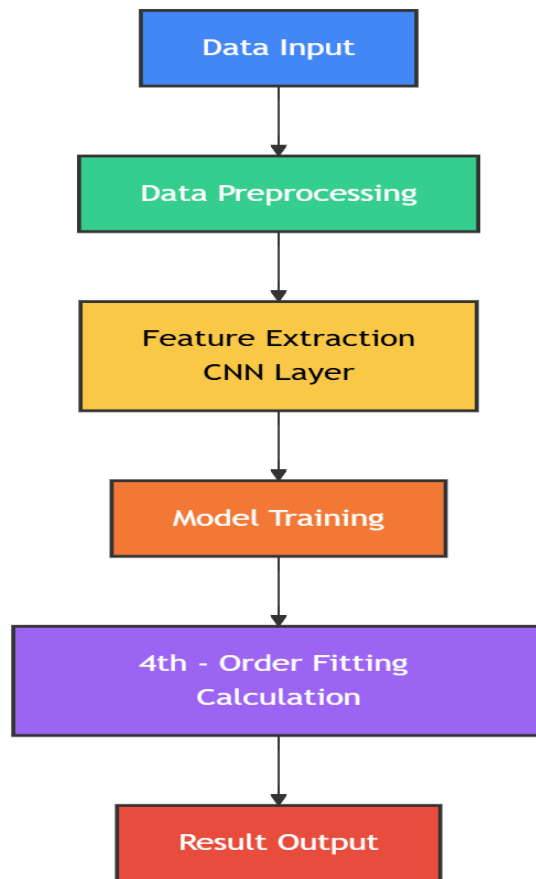 Data Input
Data Preprocessing
Feature Extraction
CNN Layer
Model Training
4th - Order Fitting
Calculation
Result Output